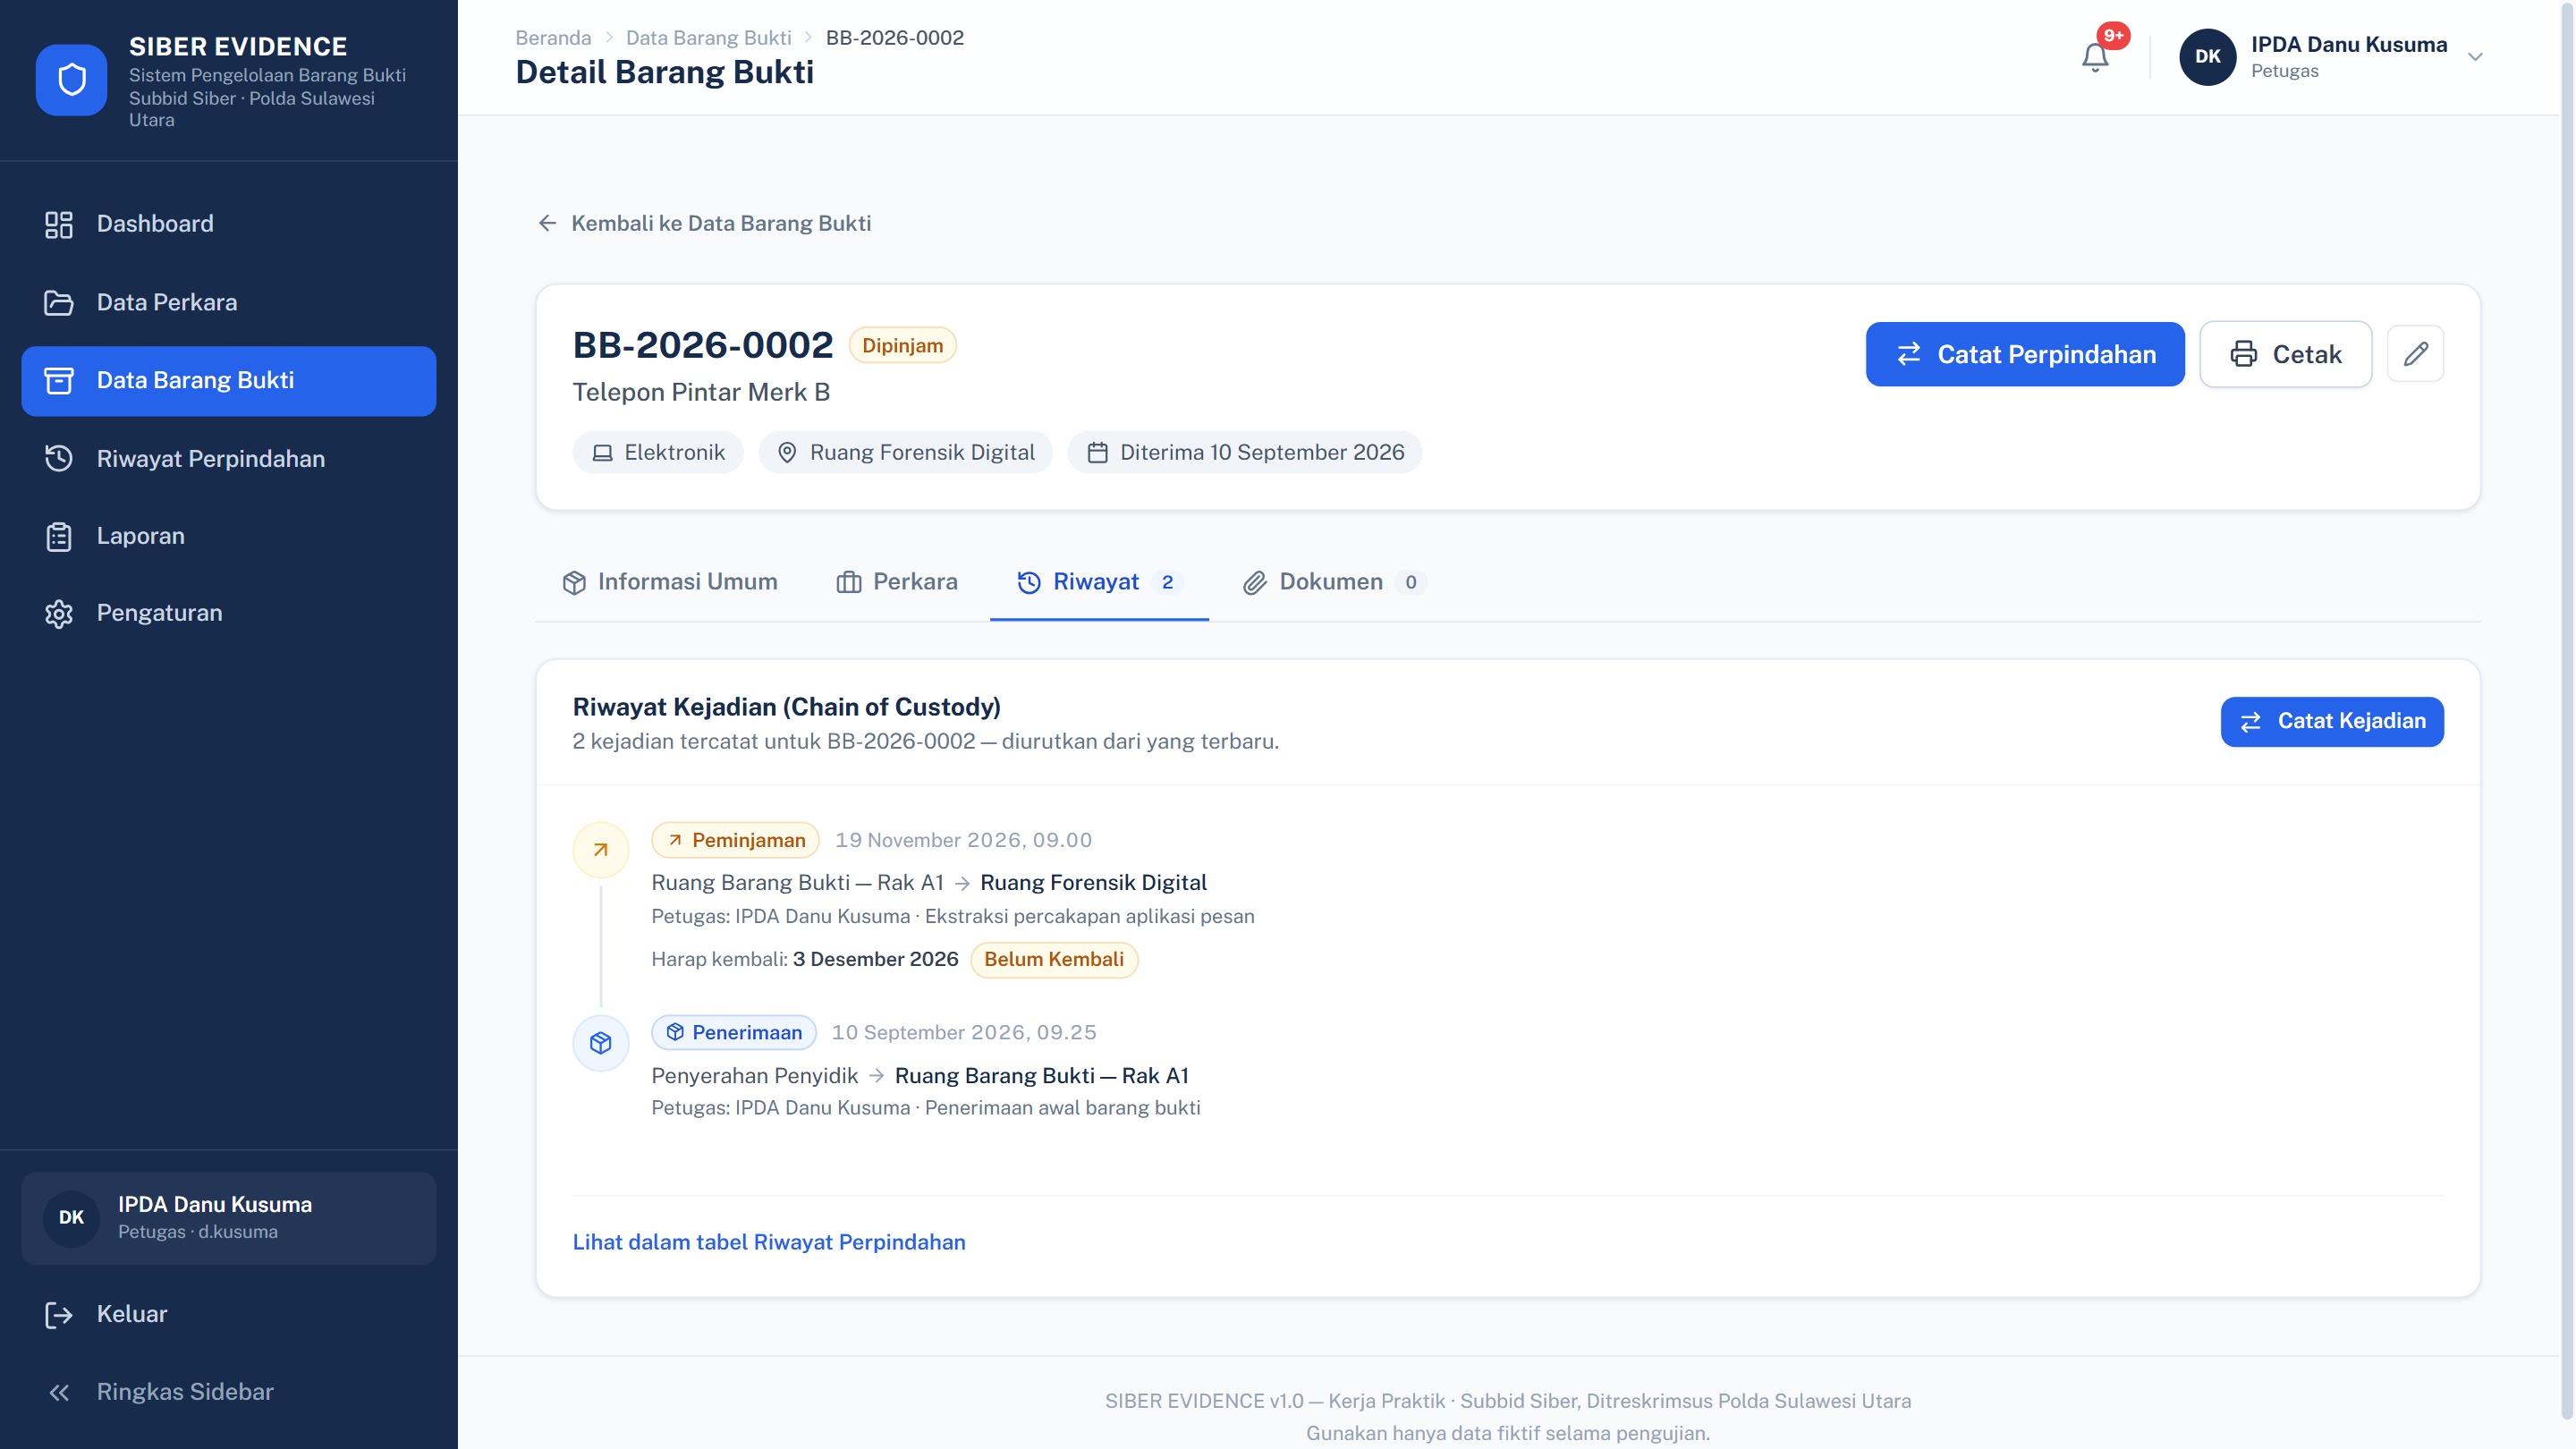 SIBER EVIDENCE
Sistem Pengelolaan Barang Bukti
Subbid Siber · Polda Sulawesi
Utara
Dashboard
Data Perkara
Data Barang Bukti
Riwayat Perpindahan
Laporan
Pengaturan
DK
IPDA Danu Kusuma
Petugas · d.kusuma
Keluar
Ringkas Sidebar
Beranda > Data Barang Bukti > BB-2026-0002
Detail Barang Bukti
9+
DK
IPDA Danu Kusuma
Petugas
Kembali ke Data Barang Bukti
BB-2026-0002 Dipinjam
Telepon Pintar Merk B
Elektronik Ruang Forensik Digital Diterima 10 September 2026
Catat Perpindahan Cetak
Informasi Umum Perkara Riwayat 2 Dokumen 0
Riwayat Kejadian (Chain of Custody)
2 kejadian tercatat untuk BB-2026-0002 — diurutkan dari yang terbaru.
Catat Kejadian
Peminjaman 19 November 2026, 09.00
Ruang Barang Bukti — Rak A1 → Ruang Forensik Digital
Petugas: IPDA Danu Kusuma · Ekstraksi percakapan aplikasi pesan
Harap kembali: 3 Desember 2026 Belum Kembali
Penerimaan 10 September 2026, 09.25
Penyerahan Penyidik → Ruang Barang Bukti — Rak A1
Petugas: IPDA Danu Kusuma · Penerimaan awal barang bukti
Lihat dalam tabel Riwayat Perpindahan
SIBER EVIDENCE v1.0 — Kerja Praktik · Subbid Siber, Ditreskrimsus Polda Sulawesi Utara
Gunakan hanya data fiktif selama pengujian.